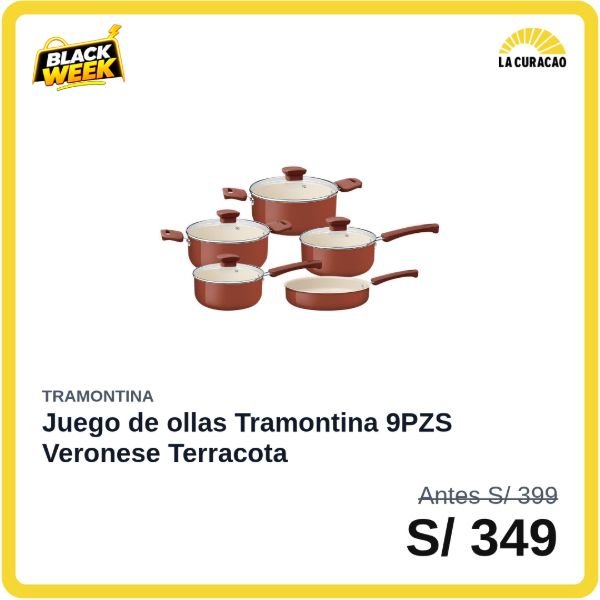 BLACK
WEEK
LA CURACAO
TRAMONTINA
Juego de ollas Tramontina 9PZS
Veronese Terracota
Antes S/ 399
S/ 349